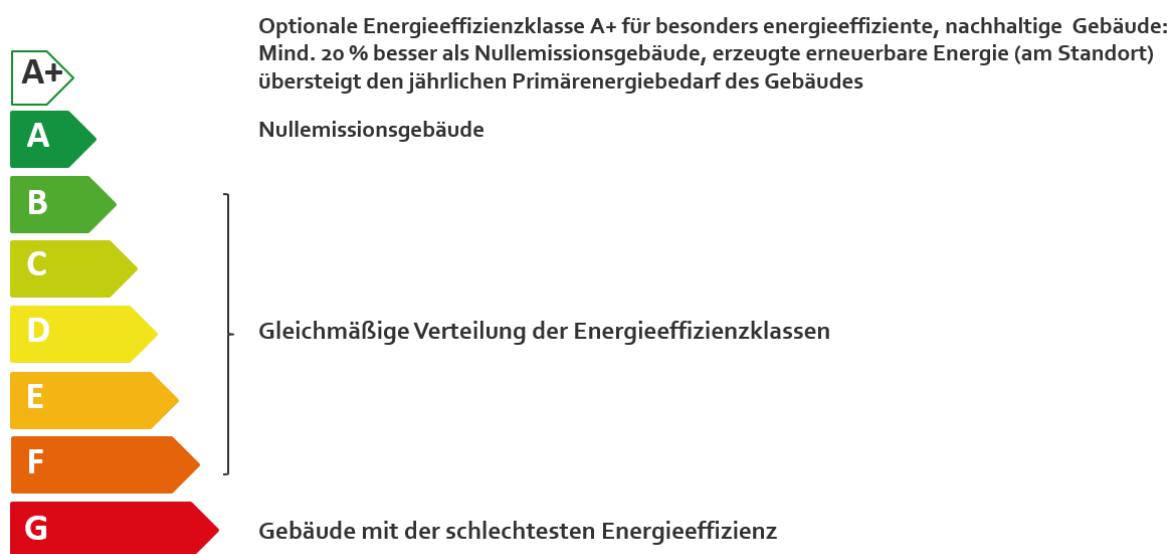 Optionale Energieeffizienzklasse A+ für besonders energieeffiziente, nachhaltige Gebäude:
Mind. 20 % besser als Nullemissionsgebäude, erzeugte erneuerbare Energie (am Standort)
übersteigt den jährlichen Primärenergiebedarf des Gebäudes
A+
A
Nullemissionsgebäude
B
C
D
Gleichmäßige Verteilung der Energieeffizienzklassen
E
F
G
Gebäude mit der schlechtesten Energieeffizienz